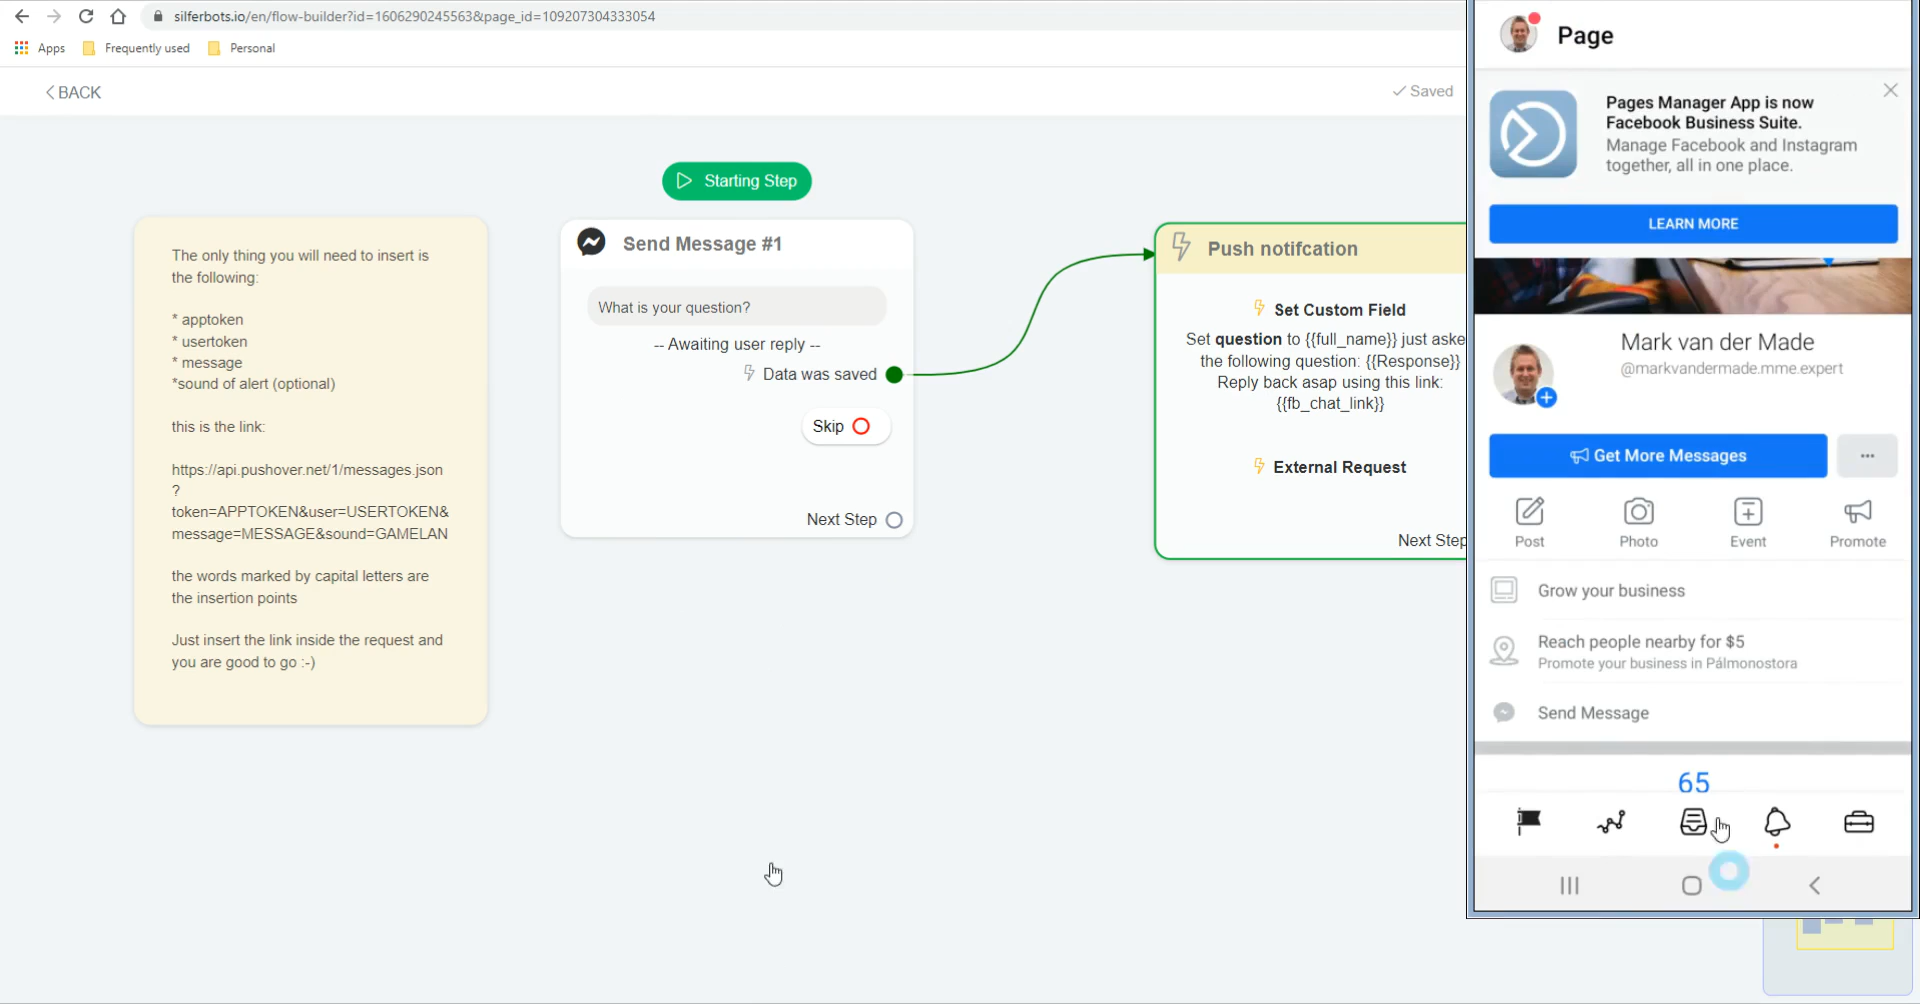 silferbots.io/en/flow-builder?id=1606290245563&page_id=109207304333054
Apps
Frequently used
Personal
BACK
Saved
Starting Step
The only thing you will need to insert is
the following:
* apptoken
* usertoken
* message
*sound of alert (optional)
this is the link:
https://api.pushover.net/1/messages.json
?
token=APPTOKEN&user=USERTOKEN&
message=MESSAGE&sound=GAMELAN
the words marked by capital letters are
the insertion points
Just insert the link inside the request and
you are good to go :-)
Send Message #1
What is your question?
-- Awaiting user reply --
Data was saved
Skip
Next Step
Push notifcation
Set Custom Field
Set question to {{full_name}} just aske
the following question: {{Response}}
Reply back asap using this link:
{{fb_chat_link}}
External Request
Next Step
Page
Pages Manager App is now
Facebook Business Suite.
Manage Facebook and Instagram
together, all in one place.
LEARN MORE
Mark van der Made
@markvandermade.mme.expert
Get More Messages
Post
Photo
Event
Promote
Grow your business
Reach people nearby for $5
Promote your business in Pálmonostora
Send Message
65